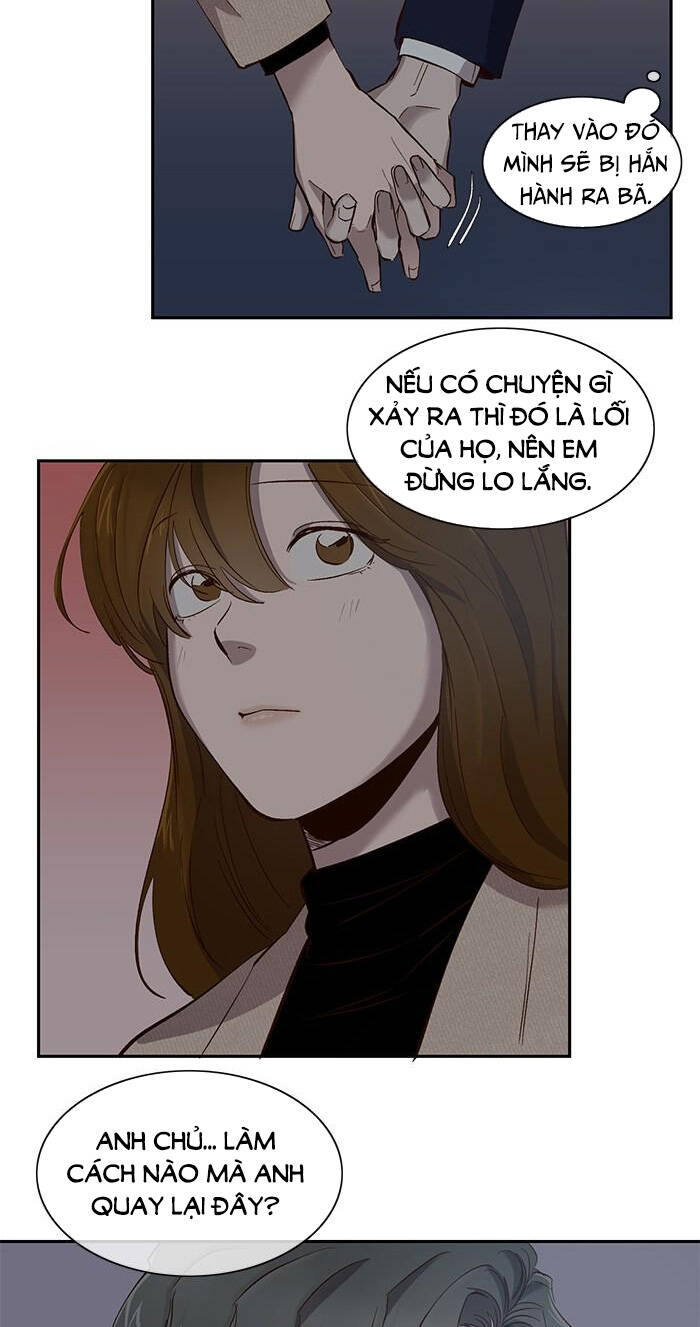 THAY VÀO ĐÓ
MÌNH SẼ BỊ HẮN
HÀNH RA BÃ.
NẾU CÓ CHUYỆN GÌ
XẢY RA THÌ ĐÓ LÀ LỖI
CỦA HỌ, NÊN EM
ĐỪNG LO LẮNG.
ANH CHỦ... LÀM
CÁCH NÀO MÀ ANH
QUAY LẠI ĐÂY?